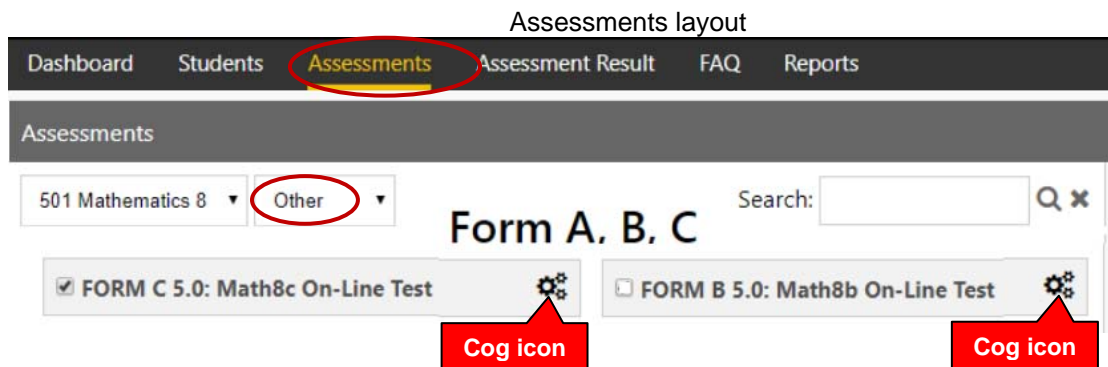 Assessments layout
Dashboard Students Assessments Assessment Result FAQ Reports
Assessments
501 Mathematics 8 Other Search:
Form A, B, C
FORM C 5.0: Math8c On-Line Test FORM B 5.0: Math8b On-Line Test
Cog icon Cog icon